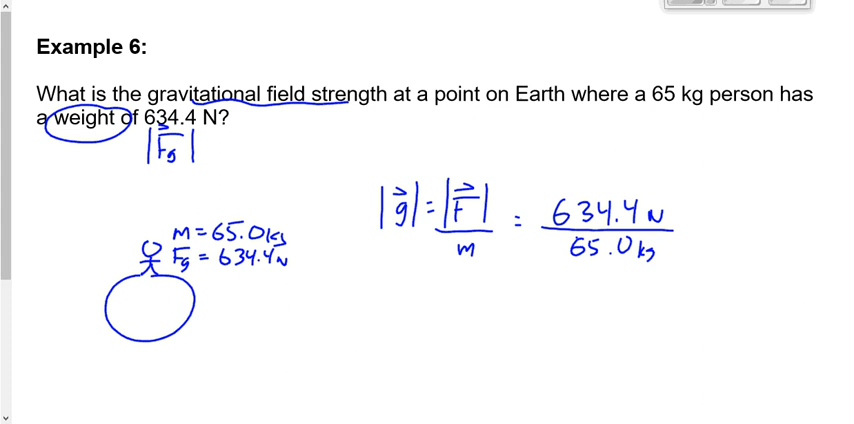 Example 6:
What is the gravitational field strength at a point on Earth where a 65 kg person has
a weight of 634.4 N?
|F⃗g|
m = 65.0 kg
Fg = 634.4 N
|g⃗| = |F⃗| / m = 634.4 N / 65.0 kg